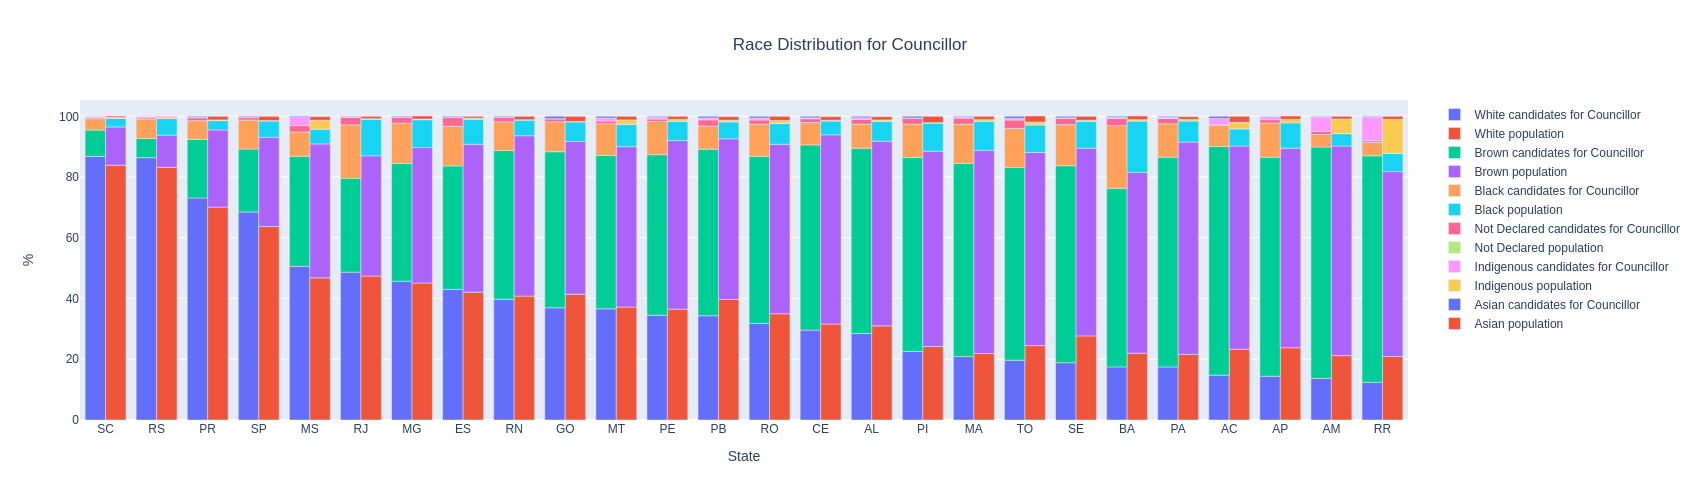 Race Distribution for Councillor
%
100
80
60
40
20
0
SC RS PR SP MS RJ MG ES RN GO MT PE PB RO CE AL PI MA TO SE BA PA AC AP AM RR
State
White candidates for Councillor
White population
Brown candidates for Councillor
Brown population
Black candidates for Councillor
Black population
Not Declared candidates for Councillor
Not Declared population
Indigenous candidates for Councillor
Indigenous population
Asian candidates for Councillor
Asian population